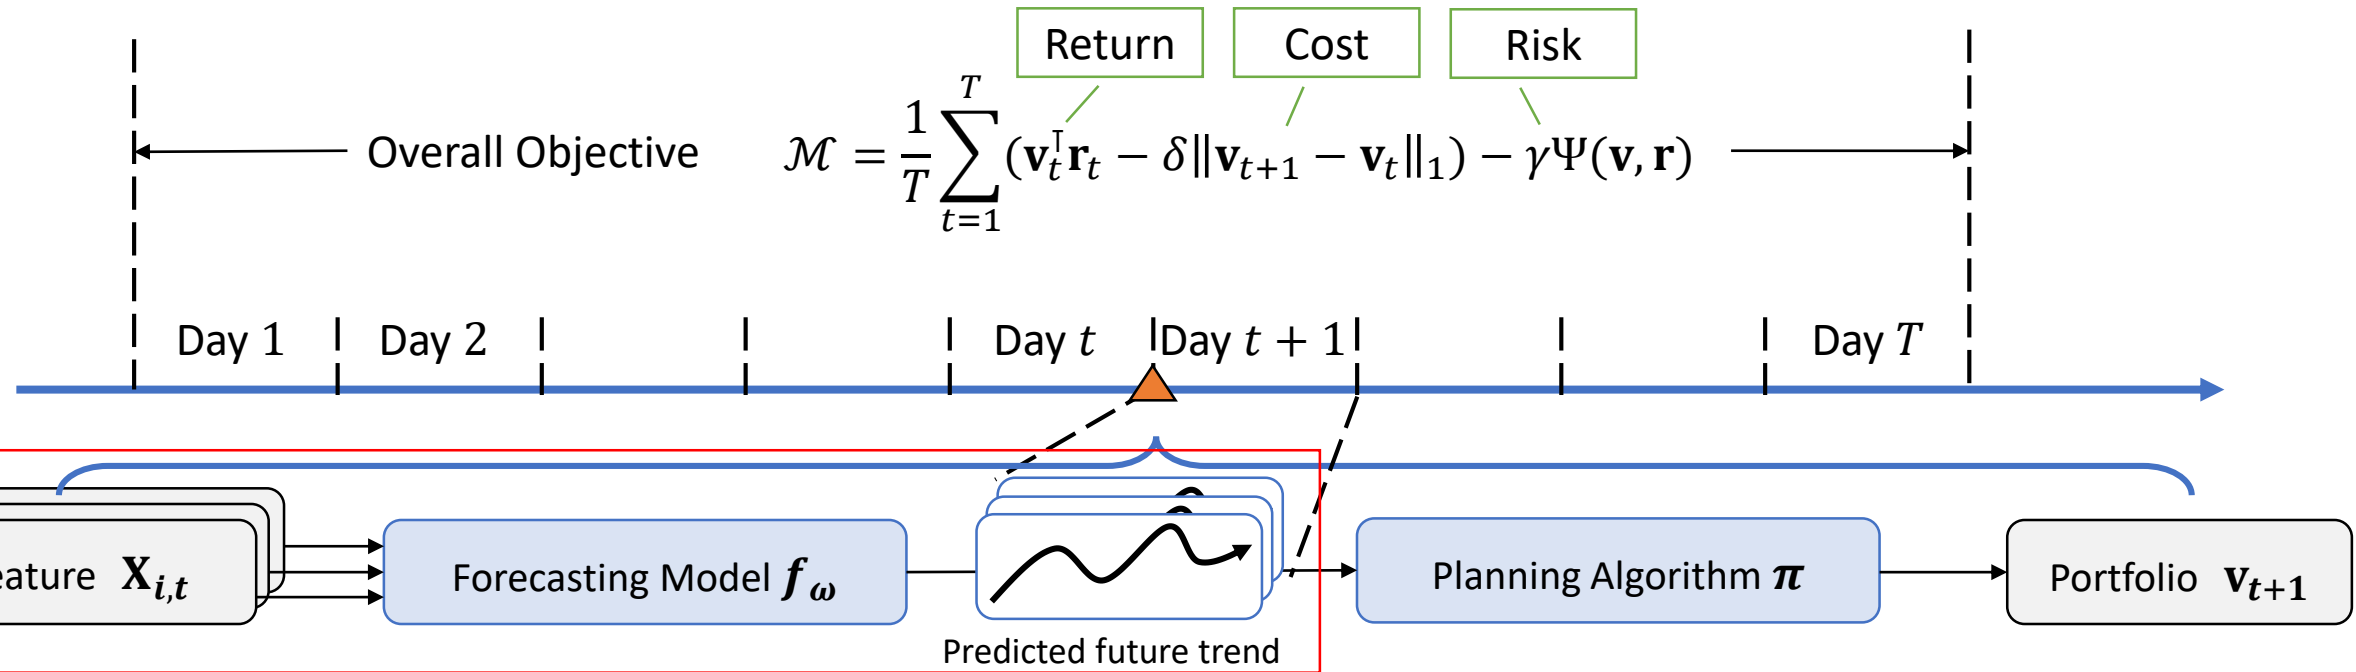 Return Cost Risk
Overall Objective ℳ = 1/T ∑_{t=1}^{T} (𝐯_t^⊺ 𝐫_t − δ‖𝐯_{t+1} − 𝐯_t‖_1) − γΨ(𝐯, 𝐫)
Day 1 Day 2 Day t Day t + 1 Day T
eature 𝐗_{i,t} Forecasting Model f_ω Planning Algorithm π Portfolio 𝐯_{t+1}
Predicted future trend